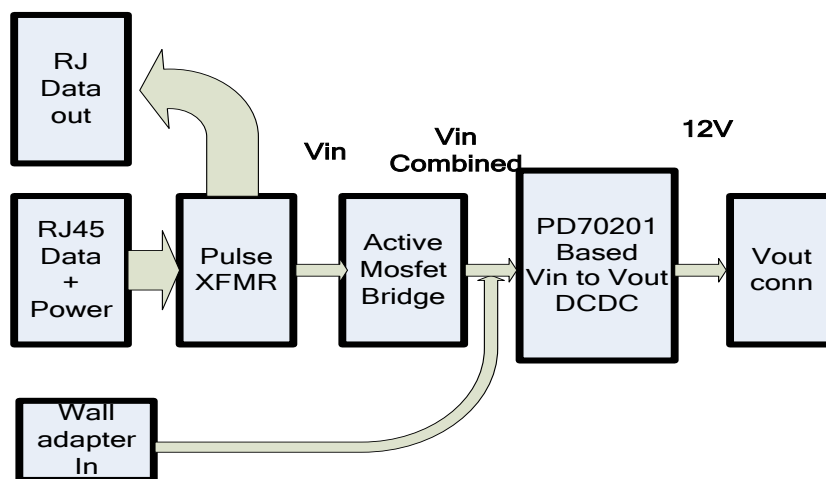 RJ
Data
out
Vin
Vin
Combined
12V
RJ45
Data
+
Power
Pulse
XFMR
Active
Mosfet
Bridge
PD70201
Based
Vin to Vout
DCDC
Vout
conn
Wall
adapter
In